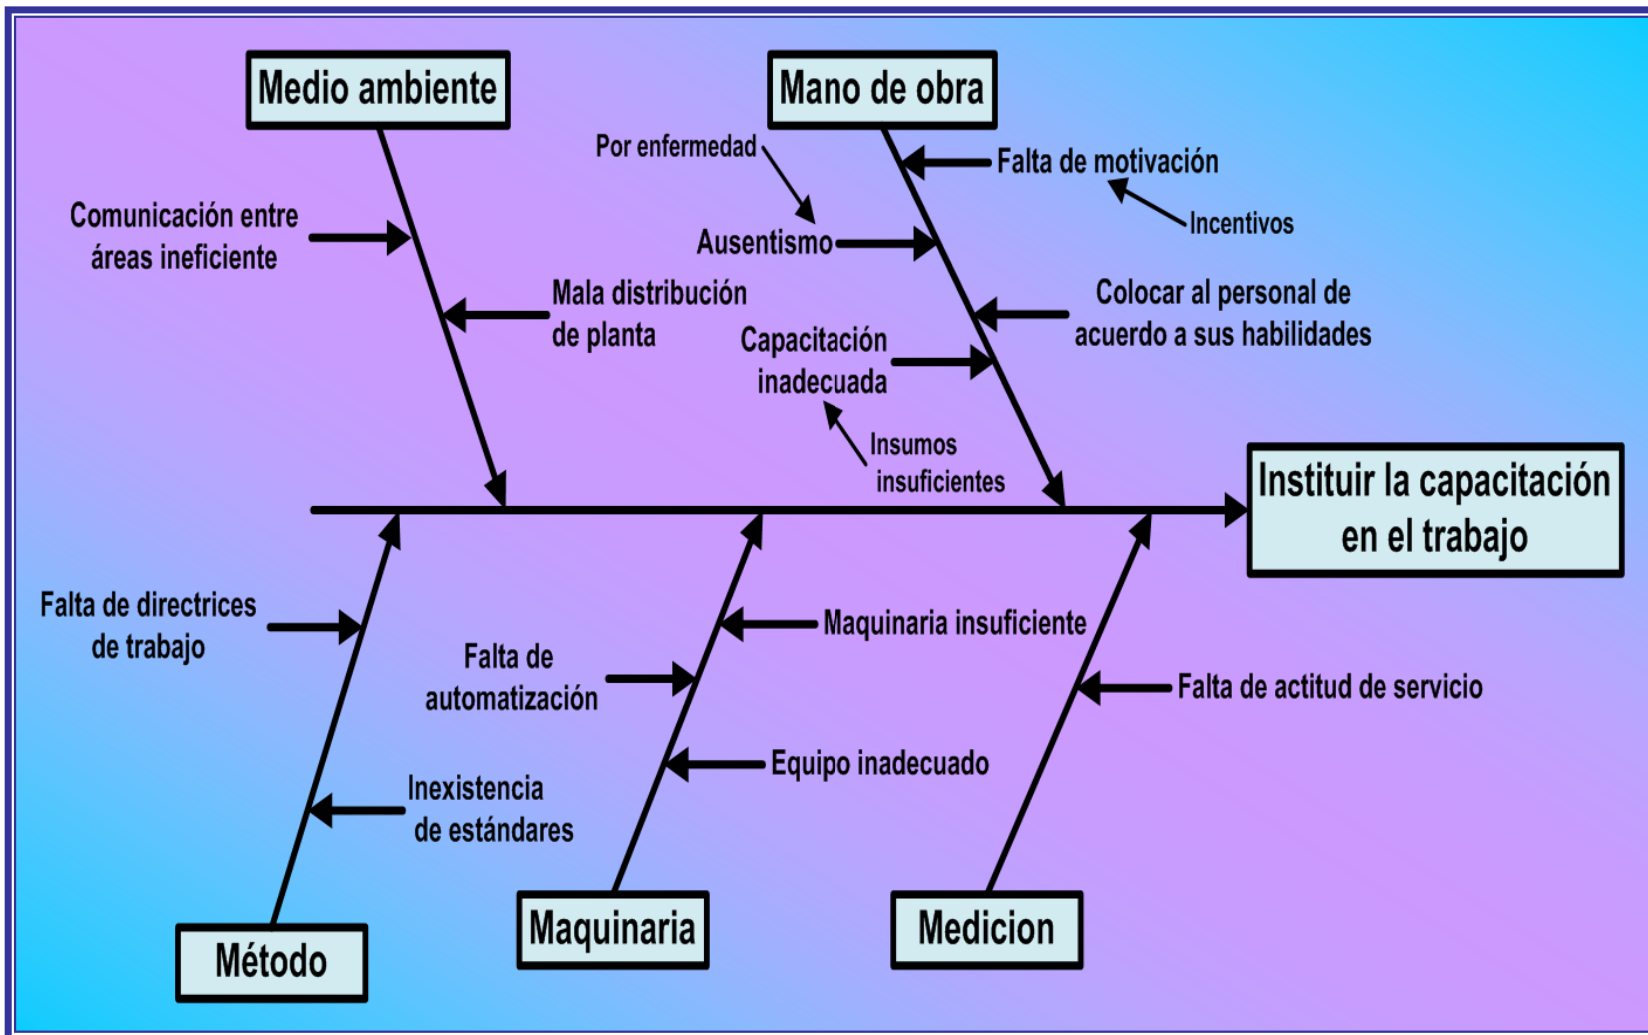 Medio ambiente
Mano de obra
Por enfermedad
Falta de motivación
Incentivos
Comunicación entre
áreas ineficiente
Ausentismo
Mala distribución
de planta
Colocar al personal de
acuerdo a sus habilidades
Capacitación
inadecuada
Insumos
insuficientes
Instituir la capacitación
en el trabajo
Falta de directrices
de trabajo
Maquinaria insuficiente
Falta de
automatización
Falta de actitud de servicio
Equipo inadecuado
Inexistencia
de estándares
Método
Maquinaria
Medicion